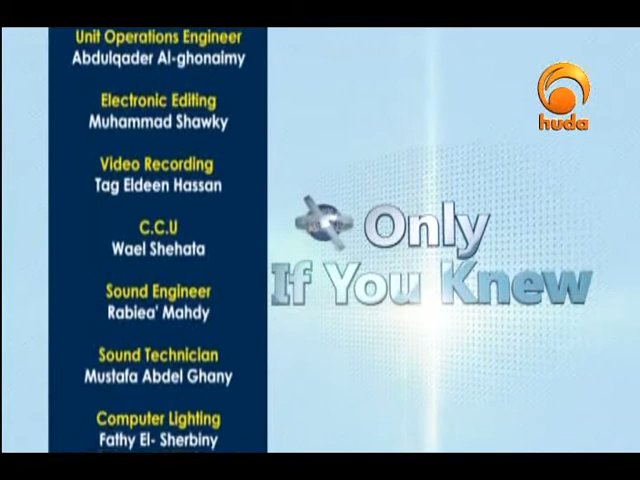 Unit Operations Engineer
Abdulqader Al-ghonaimy
Electronic Editing
Muhammad Shawky
Video Recording
Tag Eldeen Hassan
C.C.U
Wael Shehata
Sound Engineer
Rabiea' Mahdy
Sound Technician
Mustafa Abdel Ghany
Computer Lighting
Fathy El- Sherbiny
huda
Only
If You Knew